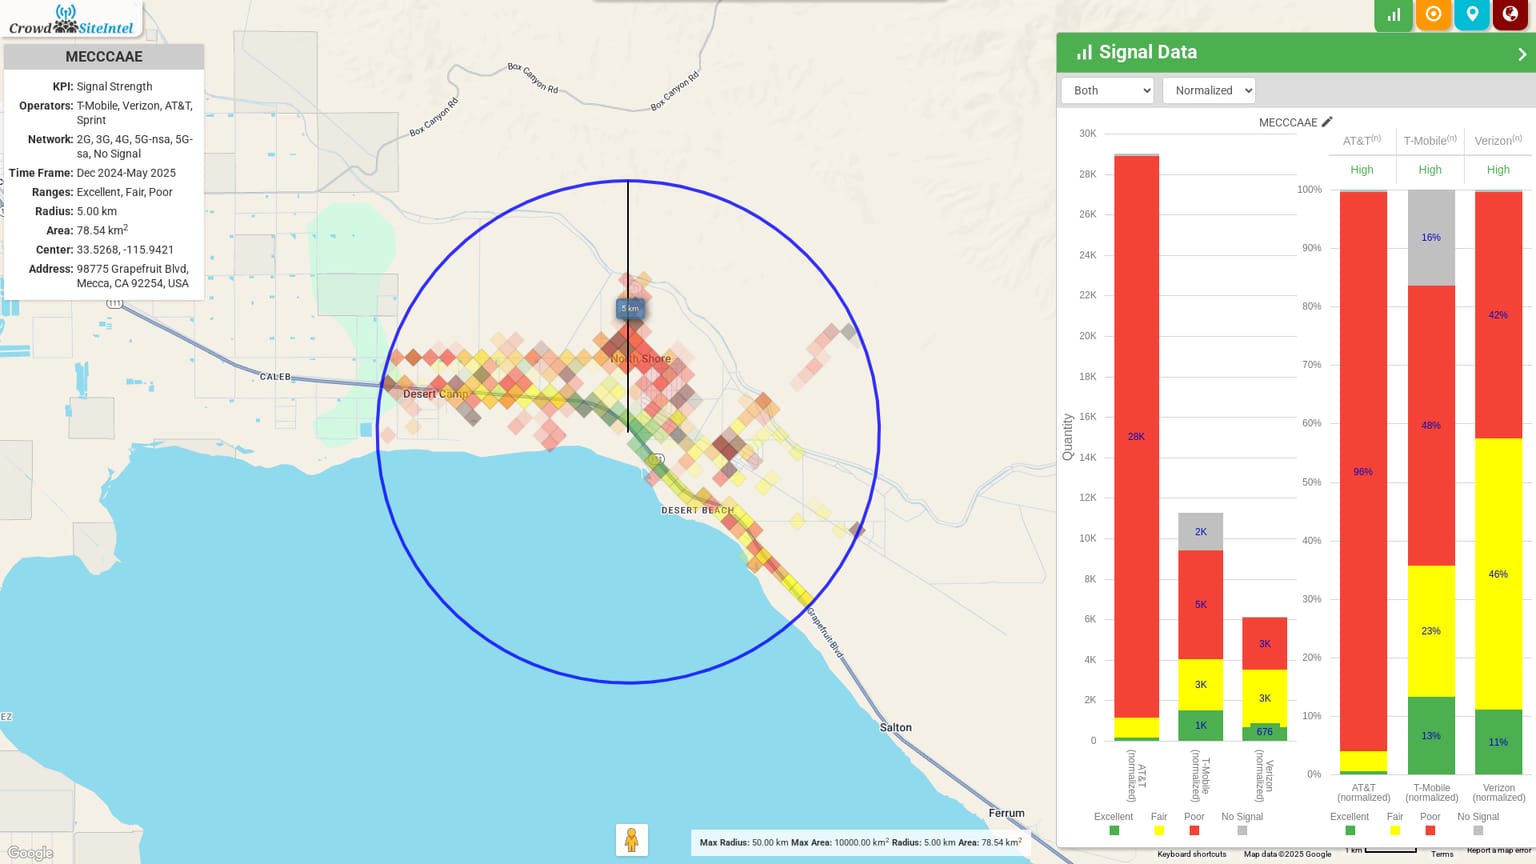 CrowdSiteIntel
MECCCAAE
KPI: Signal Strength
Operators: T-Mobile, Verizon, AT&T,
Sprint
Network: 2G, 3G, 4G, 5G-nsa, 5G-
sa, No Signal
Time Frame: Dec 2024-May 2025
Ranges: Excellent, Fair, Poor
Radius: 5.00 km
Area: 78.54 km²
Center: 33.5268, -115.9421
Address: 98775 Grapefruit Blvd,
Mecca, CA 92254, USA
Box Canyon Rd
Box Canyon Rd
Box Canyon Rd
111
CALEB
5 km
North Shore
Desert Camp
111
DESERT BEACH
Grapefruit Blvd
Salton
Ferrum
EZ
Google
Max Radius: 50.00 km Max Area: 10000.00 km² Radius: 5.00 km Area: 78.54 km²
Signal Data
Both
Normalized
MECCCAAE
30K
28K
26K
24K
22K
20K
18K
16K
14K
12K
10K
8K
6K
4K
2K
0
Quantity
28K
2K
5K
3K
1K
3K
3K
676
AT&T
(normalized)
T-Mobile
(normalized)
Verizon
(normalized)
Excellent
Fair
Poor
No Signal
AT&T(n)
T-Mobile(n)
Verizon(n)
High
High
High
100%
90%
80%
70%
60%
50%
40%
30%
20%
10%
0%
96%
16%
48%
23%
13%
42%
46%
11%
AT&T
(normalized)
T-Mobile
(normalized)
Verizon
(normalized)
Excellent
Fair
Poor
No Signal
Keyboard shortcuts
Map data ©2025 Google
1 km
Terms
Report a map error